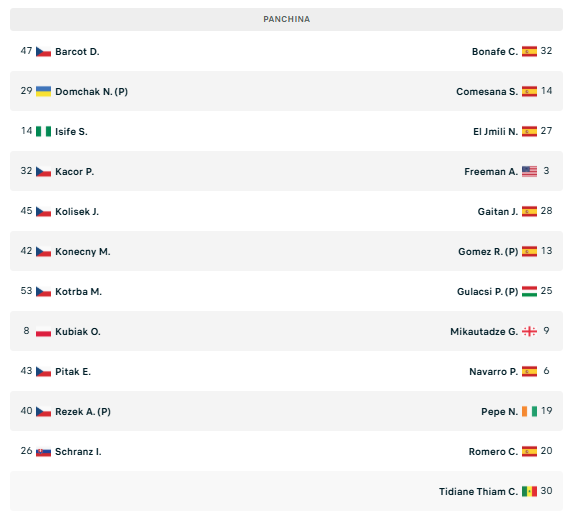 PANCHINA
47 Barcot D. Bonafe C. 32
29 Domchak N. (P) Comesana S. 14
14 Isife S. El Jmili N. 27
32 Kacor P. Freeman A. 3
45 Kolisek J. Gaitan J. 28
42 Konecny M. Gomez R. (P) 13
53 Kotrba M. Gulacsi P. (P) 25
8 Kubiak O. Mikautadze G. 9
43 Pitak E. Navarro P. 6
40 Rezek A. (P) Pepe N. 19
26 Schranz I. Romero C. 20
Tidiane Thiam C. 30